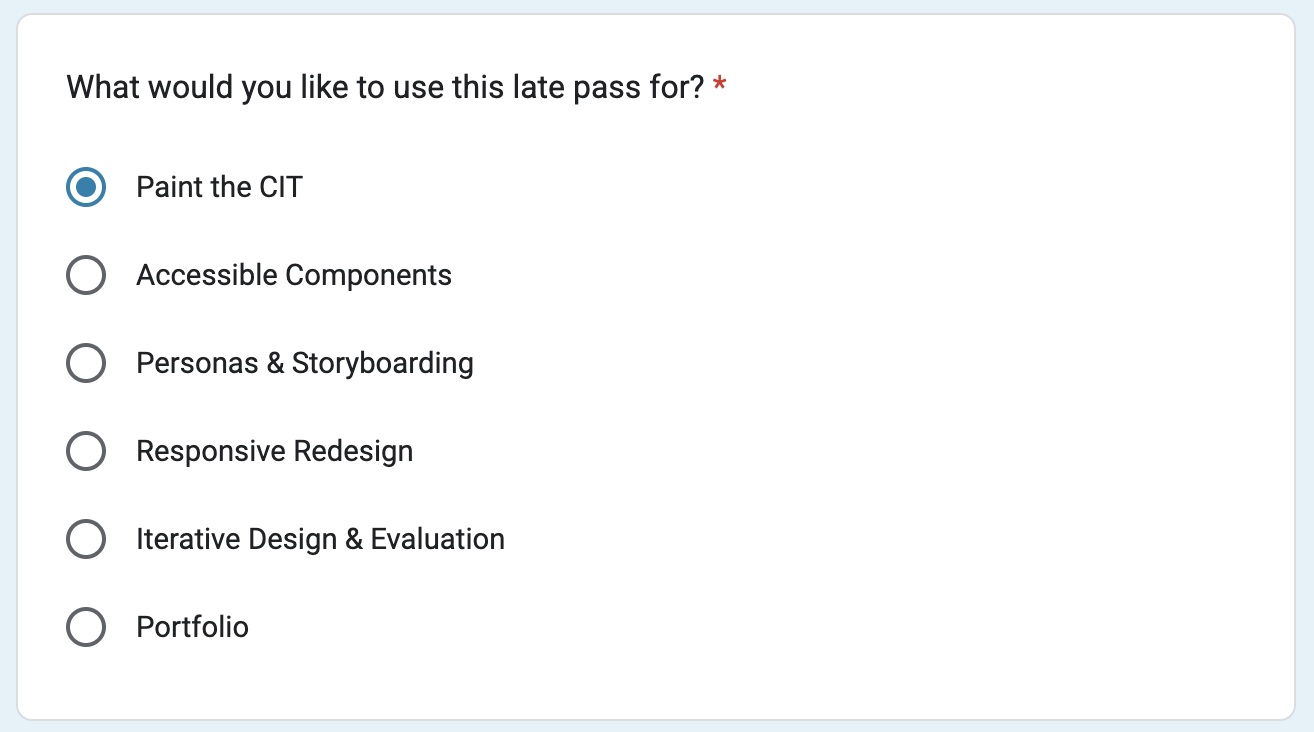 What would you like to use this late pass for? *
Paint the CIT
Accessible Components
Personas & Storyboarding
Responsive Redesign
Iterative Design & Evaluation
Portfolio